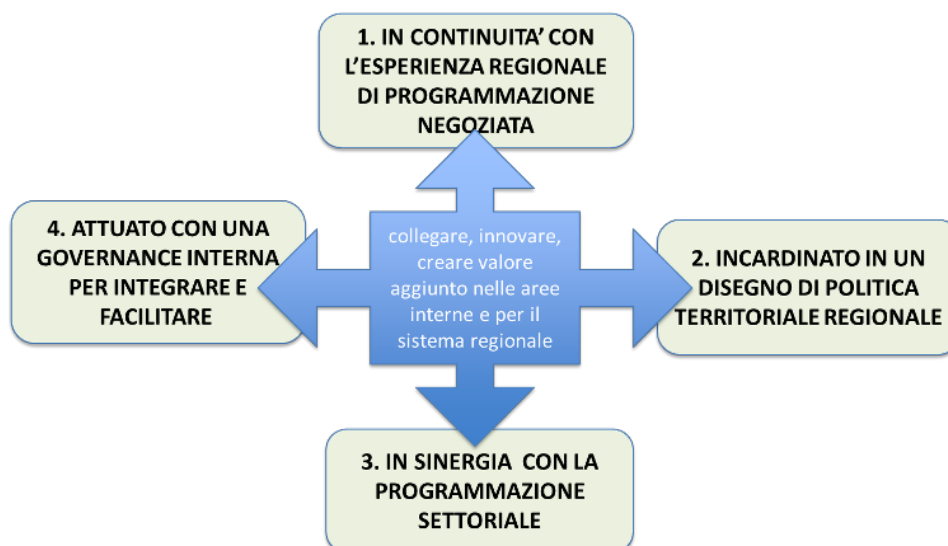 1. IN CONTINUITA’ CON
L’ESPERIENZA REGIONALE
DI PROGRAMMAZIONE
NEGOZIATA
4. ATTUATO CON UNA
GOVERNANCE INTERNA
PER INTEGRARE E
FACILITARE
collegare, innovare,
creare valore
aggiunto nelle aree
interne e per il
sistema regionale
2. INCARDINATO IN UN
DISEGNO DI POLITICA
TERRITORIALE REGIONALE
3. IN SINERGIA CON LA
PROGRAMMAZIONE
SETTORIALE